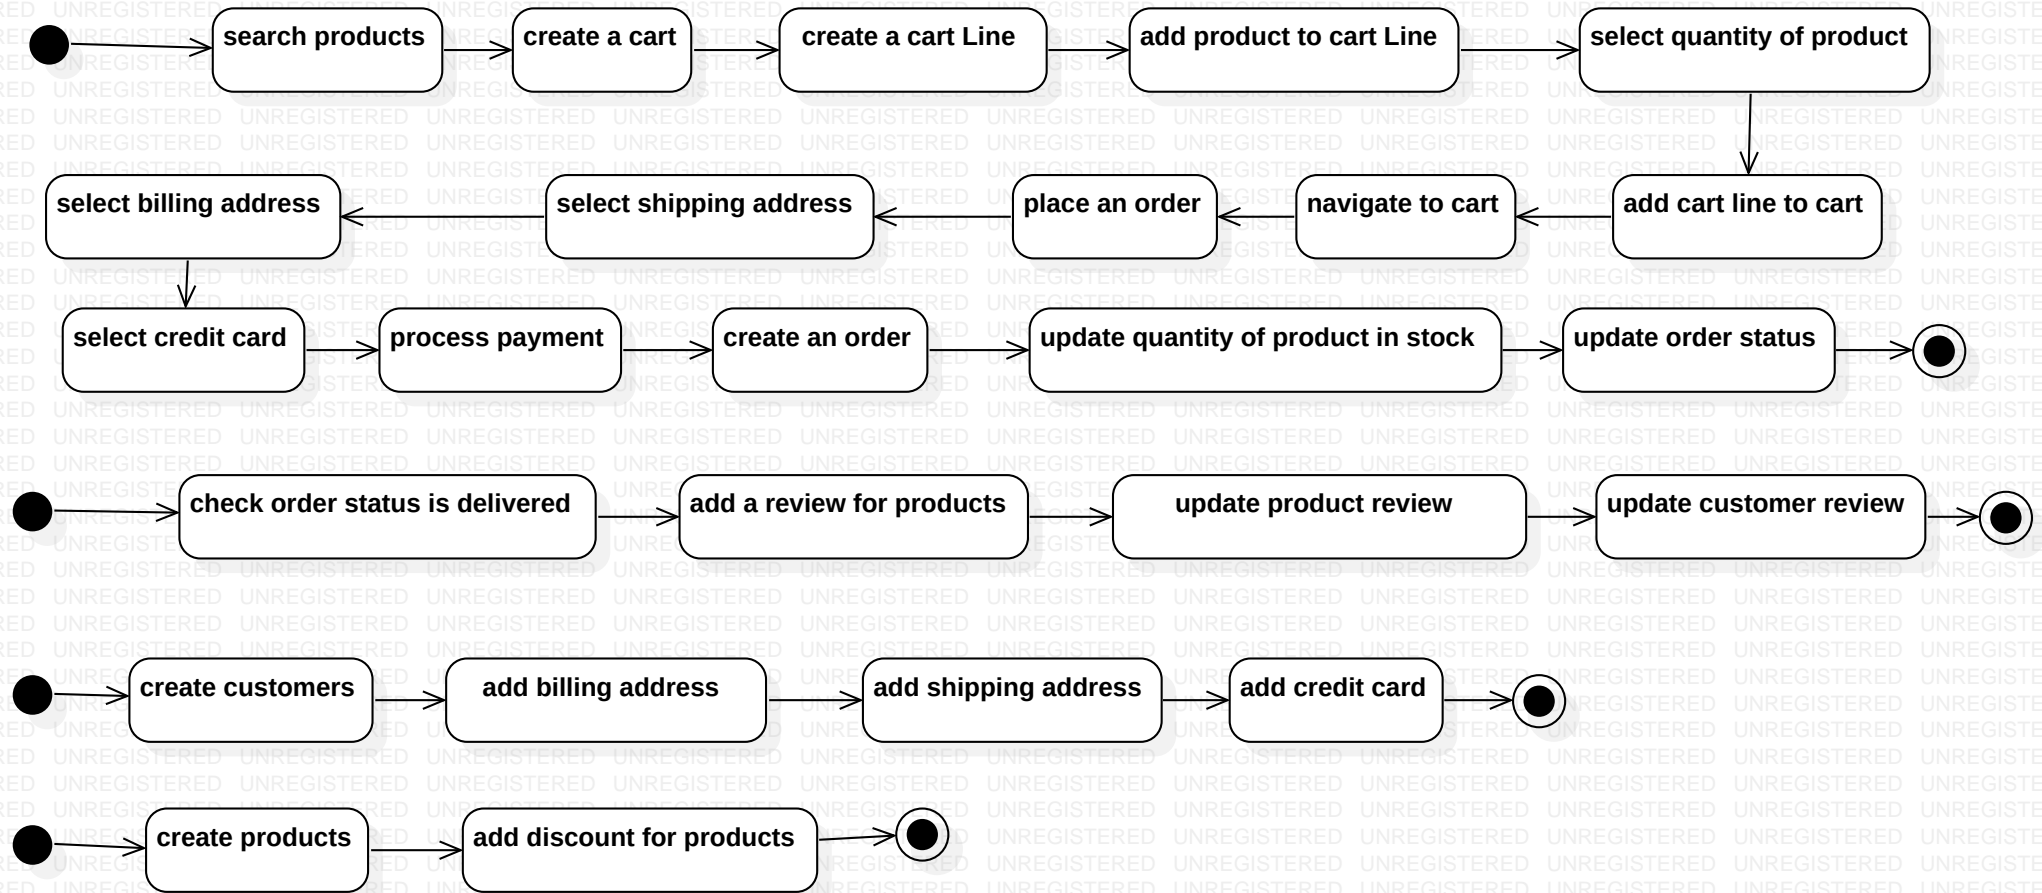 search products
create a cart
create a cart Line
add product to cart Line
select quantity of product
select billing address
select shipping address
place an order
navigate to cart
add cart line to cart
select credit card
process payment
create an order
update quantity of product in stock
update order status
check order status is delivered
add a review for products
update product review
update customer review
create customers
add billing address
add shipping address
add credit card
create products
add discount for products
UNREGISTERED